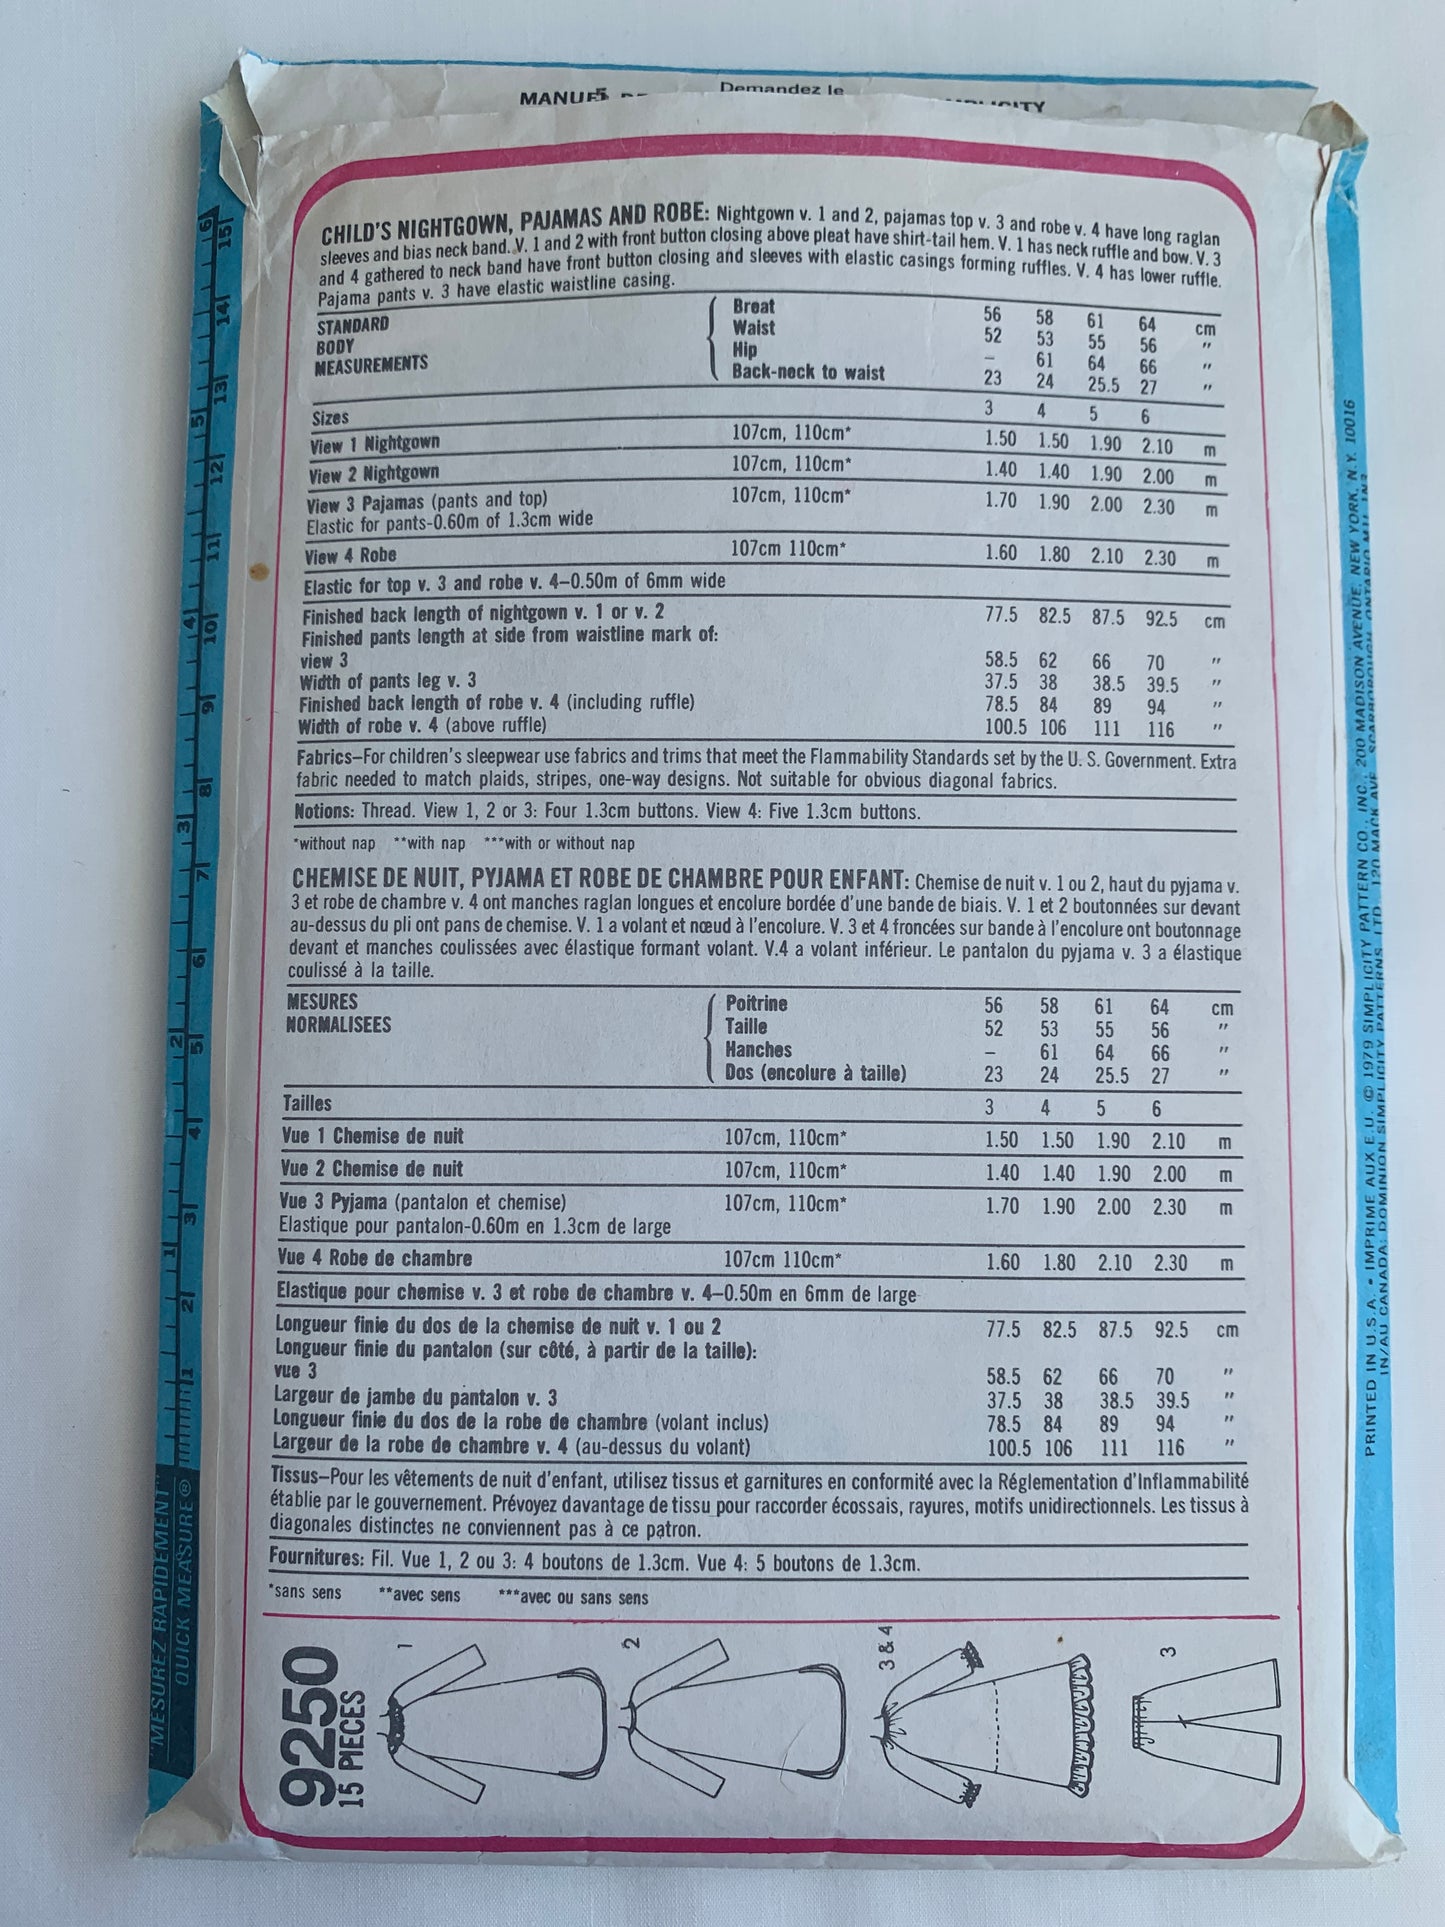 Demandez le
CHILD'S NIGHTGOWN, PAJAMAS AND ROBE: Nightgown v. 1 and 2, pajamas top v. 3 and robe v. 4 have long raglan
sleeves and bias neck band. V. 1 and 2 with front button closing above pleat have shirt-tail hem. V. 1 has neck ruffle and bow. V. 3
and 4 gathered to neck band have front button closing and sleeves with elastic casings forming ruffles. V. 4 has lower ruffle.
Pajama pants v. 3 have elastic waistline casing.
STANDARD
BODY
MEASUREMENTS
Breat 56 58 61 64 cm
Waist 52 53 55 56 "
Hip – 61 64 66 "
Back-neck to waist 23 24 25.5 27 "
Sizes 3 4 5 6
View 1 Nightgown 107cm, 110cm* 1.50 1.50 1.90 2.10 m
View 2 Nightgown 107cm, 110cm* 1.40 1.40 1.90 2.00 m
View 3 Pajamas (pants and top) 107cm, 110cm* 1.70 1.90 2.00 2.30 m
Elastic for pants-0.60m of 1.3cm wide
View 4 Robe 107cm 110cm* 1.60 1.80 2.10 2.30 m
Elastic for top v. 3 and robe v. 4–0.50m of 6mm wide
Finished back length of nightgown v. 1 or v. 2 77.5 82.5 87.5 92.5 cm
Finished pants length at side from waistline mark of:
view 3 58.5 62 66 70 "
Width of pants leg v. 3 37.5 38 38.5 39.5 "
Finished back length of robe v. 4 (including ruffle) 78.5 84 89 94 "
Width of robe v. 4 (above ruffle) 100.5 106 111 116 "
Fabrics–For children's sleepwear use fabrics and trims that meet the Flammability Standards set by the U. S. Government. Extra
fabric needed to match plaids, stripes, one-way designs. Not suitable for obvious diagonal fabrics.
Notions: Thread. View 1, 2 or 3: Four 1.3cm buttons. View 4: Five 1.3cm buttons.
*without nap **with nap ***with or without nap
CHEMISE DE NUIT, PYJAMA ET ROBE DE CHAMBRE POUR ENFANT: Chemise de nuit v. 1 ou 2, haut du pyjama v.
3 et robe de chambre v. 4 ont manches raglan longues et encolure bordée d'une bande de biais. V. 1 et 2 boutonnées sur devant
au-dessus du pli ont pans de chemise. V. 1 a volant et nœud à l'encolure. V. 3 et 4 froncées sur bande à l'encolure ont boutonnage
devant et manches coulissées avec élastique formant volant. V.4 a volant inférieur. Le pantalon du pyjama v. 3 a élastique
coulissé à la taille.
MESURES
NORMALISEES
Poitrine 56 58 61 64 cm
Taille 52 53 55 56 "
Hanches – 61 64 66 "
Dos (encolure à taille) 23 24 25.5 27 "
Tailles 3 4 5 6
Vue 1 Chemise de nuit 107cm, 110cm* 1.50 1.50 1.90 2.10 m
Vue 2 Chemise de nuit 107cm, 110cm* 1.40 1.40 1.90 2.00 m
Vue 3 Pyjama (pantalon et chemise) 107cm, 110cm* 1.70 1.90 2.00 2.30 m
Elastique pour pantalon-0.60m en 1.3cm de large
Vue 4 Robe de chambre 107cm 110cm* 1.60 1.80 2.10 2.30 m
Elastique pour chemise v. 3 et robe de chambre v. 4–0.50m en 6mm de large
Longueur finie du dos de la chemise de nuit v. 1 ou 2 77.5 82.5 87.5 92.5 cm
Longueur finie du pantalon (sur côté, à partir de la taille):
vue 3 58.5 62 66 70 "
Largeur de jambe du pantalon v. 3 37.5 38 38.5 39.5 "
Longueur finie du dos de la robe de chambre (volant inclus) 78.5 84 89 94 "
Largeur de la robe de chambre v. 4 (au-dessus du volant) 100.5 106 111 116 "
Tissus–Pour les vêtements de nuit d'enfant, utilisez tissus et garnitures en conformité avec la Réglementation d'Inflammabilité
établie par le gouvernement. Prévoyez davantage de tissu pour raccorder écossais, rayures, motifs unidirectionnels. Les tissus à
diagonales distinctes ne conviennent pas à ce patron.
Fournitures: Fil. Vue 1, 2 ou 3: 4 boutons de 1.3cm. Vue 4: 5 boutons de 1.3cm.
*sans sens **avec sens ***avec ou sans sens
9250
15 PIECES
1
2
3 & 4
3
"MESUREZ RAPIDEMENT"
QUICK MEASURE®
1 2 3 4 5 6
1 2 3 4 5 6 7 8 9 10 11 12 13 14 15
PRINTED IN U.S.A. • IMPRIME AUX E.U. © 1979 SIMPLICITY PATTERN CO., INC., 200 MADISON AVENUE, NEW YORK, N.Y. 10016
IN/AU CANADA: DOMINION SIMPLICITY PATTERNS LTD., 120 MACK AVE